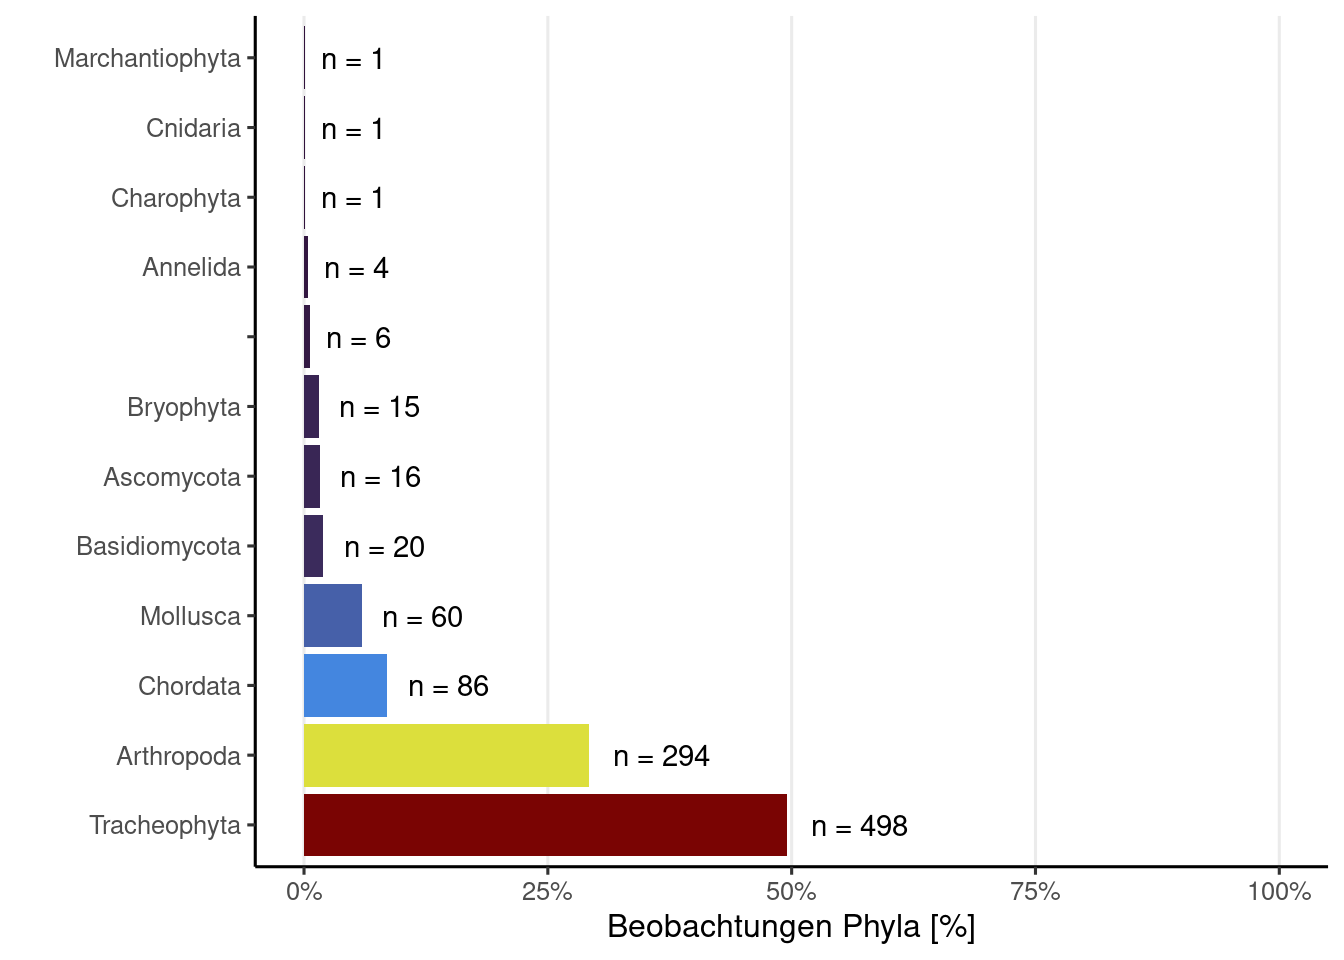 Marchantiophyta n = 1
Cnidaria n = 1
Charophyta n = 1
Annelida n = 4
n = 6
Bryophyta n = 15
Ascomycota n = 16
Basidiomycota n = 20
Mollusca n = 60
Chordata n = 86
Arthropoda n = 294
Tracheophyta n = 498
0% 25% 50% 75% 100%
Beobachtungen Phyla [%]